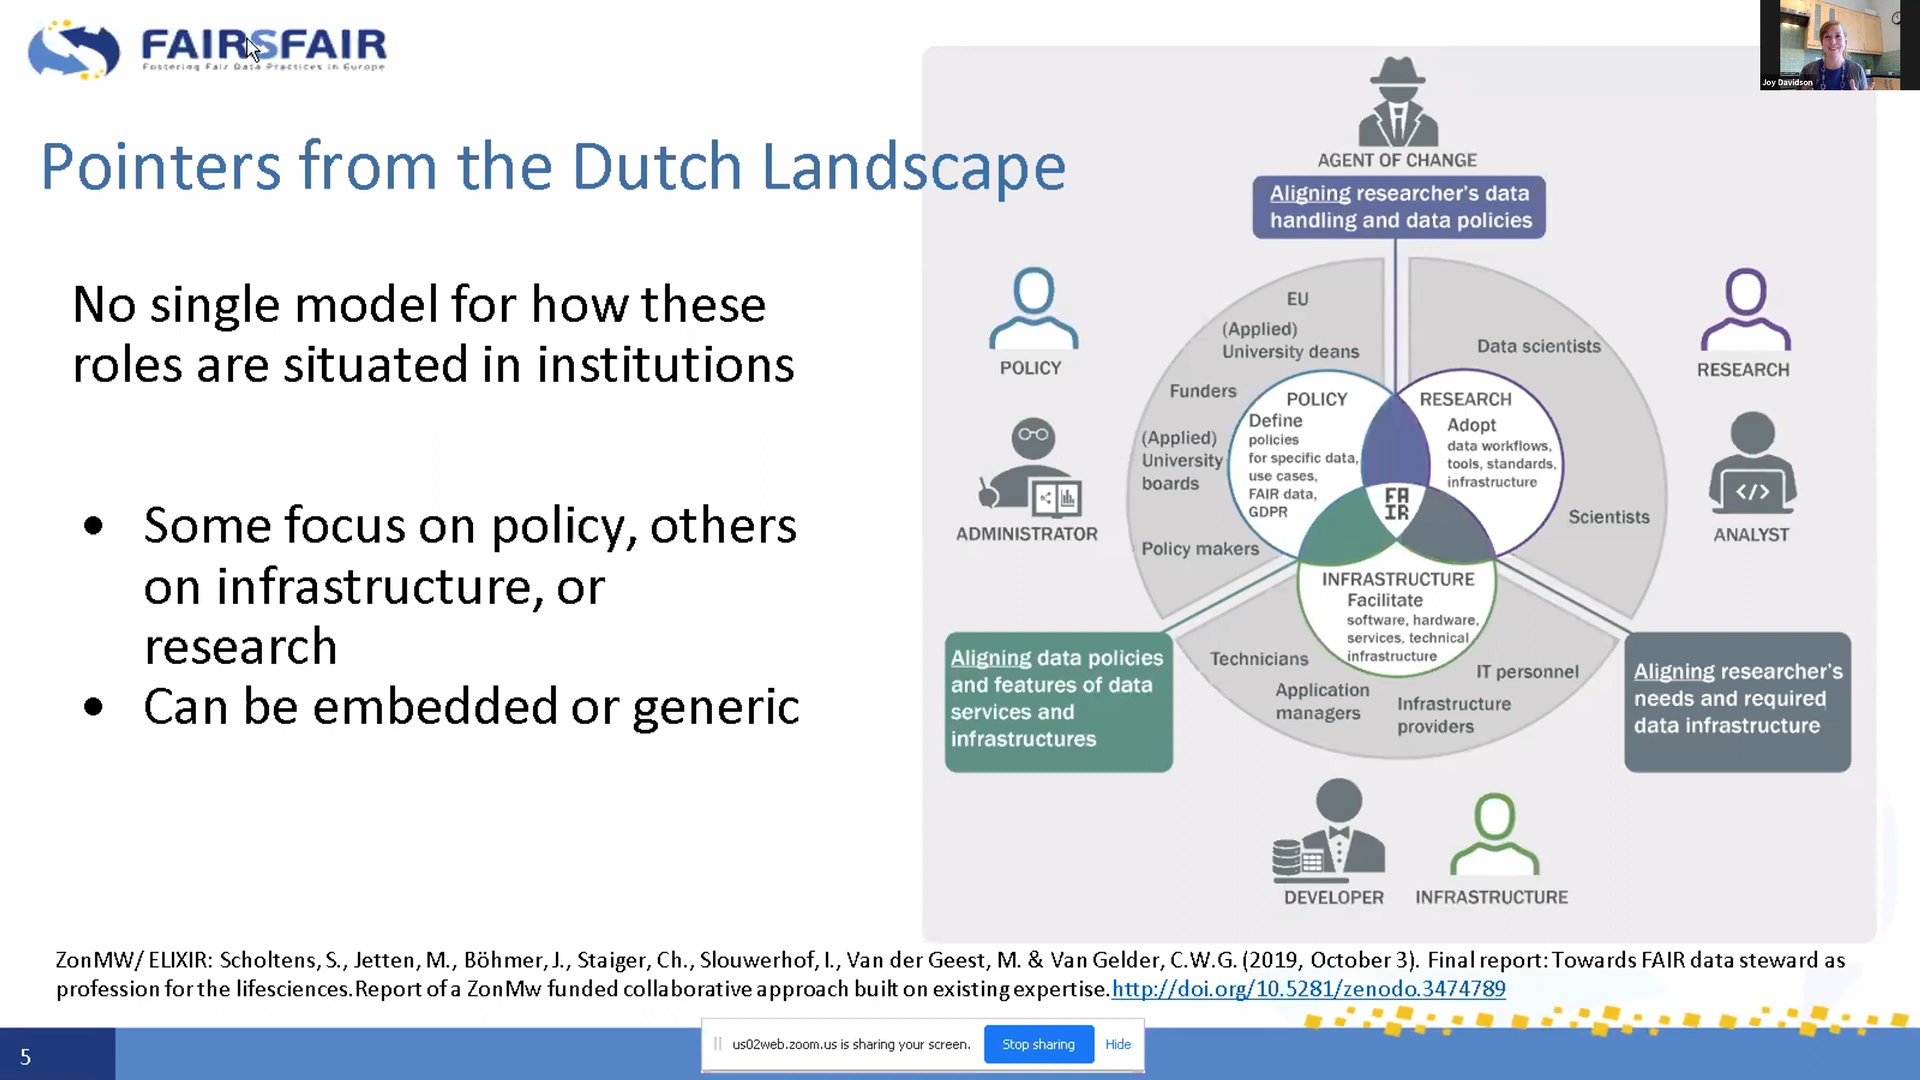 FAIRSFAIR
Fostering Fair Data Practices in Europe
Joy Davidson
Pointers from the Dutch Landscape
No single model for how these
roles are situated in institutions
• Some focus on policy, others
on infrastructure, or
research
• Can be embedded or generic
AGENT OF CHANGE
Aligning researcher's data
handling and data policies
POLICY
ADMINISTRATOR
RESEARCH
ANALYST
EU
(Applied)
University deans
Funders
(Applied)
University
boards
Policy makers
Data scientists
Scientists
POLICY
Define
policies
for specific data,
use cases,
FAIR data,
GDPR
RESEARCH
Adopt
data workflows,
tools, standards,
infrastructure
FA
IR
INFRASTRUCTURE
Facilitate
software, hardware,
services, technical
infrastructure
Technicians
Application
managers
Infrastructure
providers
IT personnel
Aligning data policies
and features of data
services and
infrastructures
Aligning researcher's
needs and required
data infrastructure
DEVELOPER
INFRASTRUCTURE
ZonMW/ ELIXIR: Scholtens, S., Jetten, M., Böhmer, J., Staiger, Ch., Slouwerhof, I., Van der Geest, M. & Van Gelder, C.W.G. (2019, October 3). Final report: Towards FAIR data steward as
profession for the lifesciences.Report of a ZonMw funded collaborative approach built on existing expertise.http://doi.org/10.5281/zenodo.3474789
5
us02web.zoom.us is sharing your screen.
Stop sharing
Hide